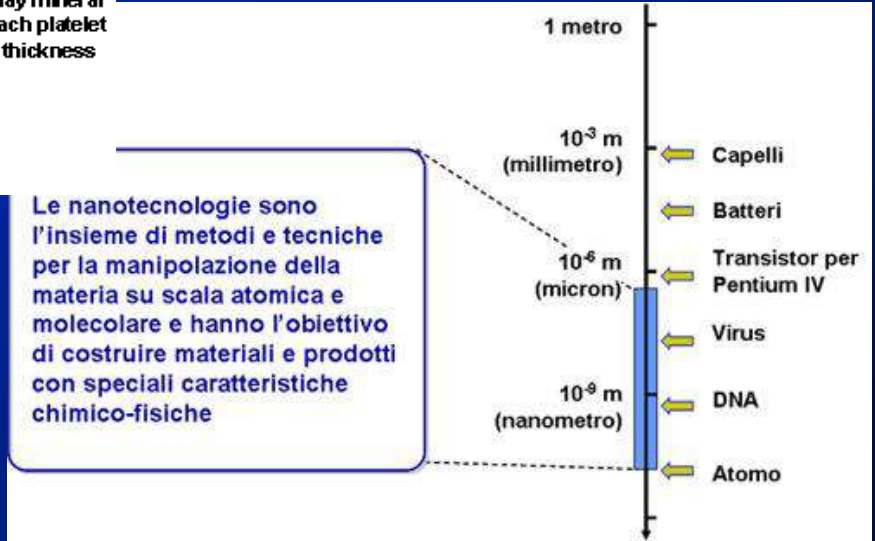 ach platelet
thickness
Le nanotecnologie sono
l'insieme di metodi e tecniche
per la manipolazione della
materia su scala atomica e
molecolare e hanno l'obiettivo
di costruire materiali e prodotti
con speciali caratteristiche
chimico-fisiche
1 metro
10⁻³ m
(millimetro)
10⁻⁶ m
(micron)
10⁻⁹ m
(nanometro)
Capelli
Batteri
Transistor per
Pentium IV
Virus
DNA
Atomo